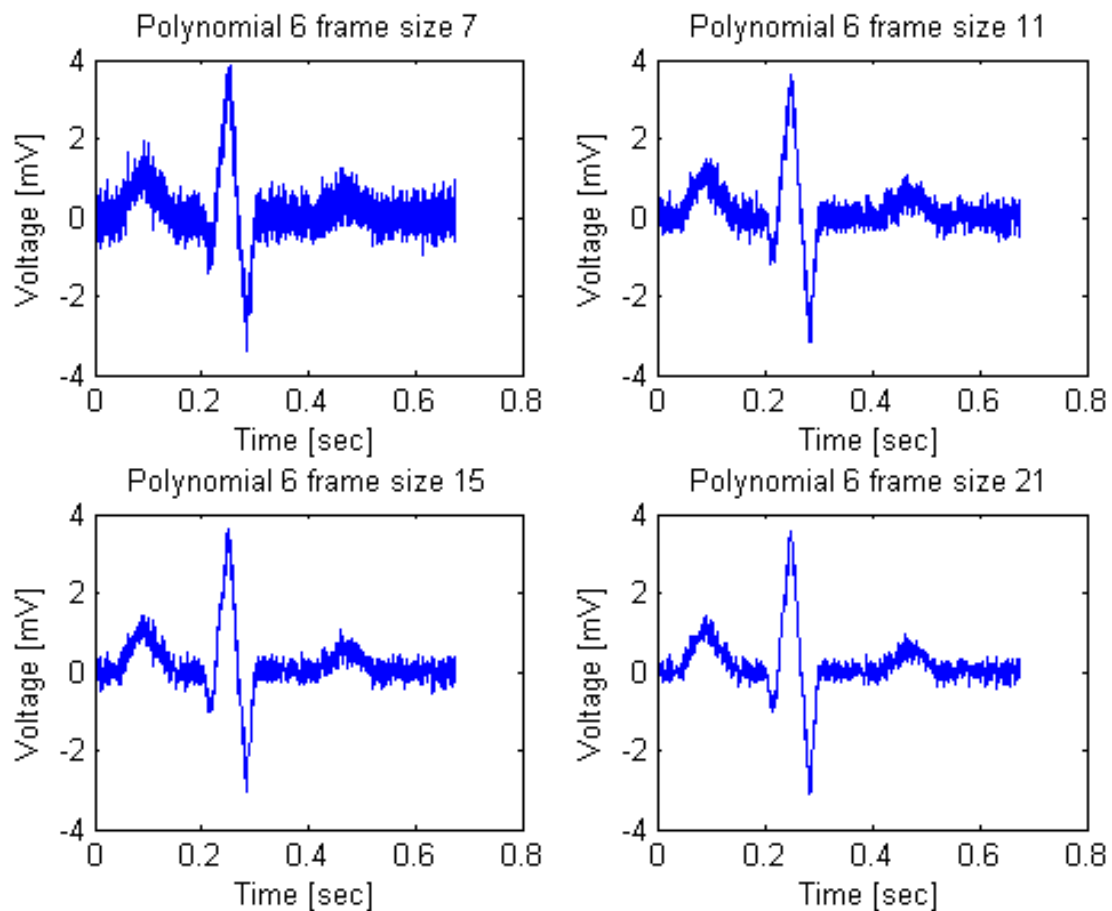 Polynomial 6 frame size 7
4
2
0
-2
-4
Voltage [mV]
0 0.2 0.4 0.6 0.8
Time [sec]
Polynomial 6 frame size 11
4
2
0
-2
-4
Voltage [mV]
0 0.2 0.4 0.6 0.8
Time [sec]
Polynomial 6 frame size 15
4
2
0
-2
-4
Voltage [mV]
0 0.2 0.4 0.6 0.8
Time [sec]
Polynomial 6 frame size 21
4
2
0
-2
-4
Voltage [mV]
0 0.2 0.4 0.6 0.8
Time [sec]